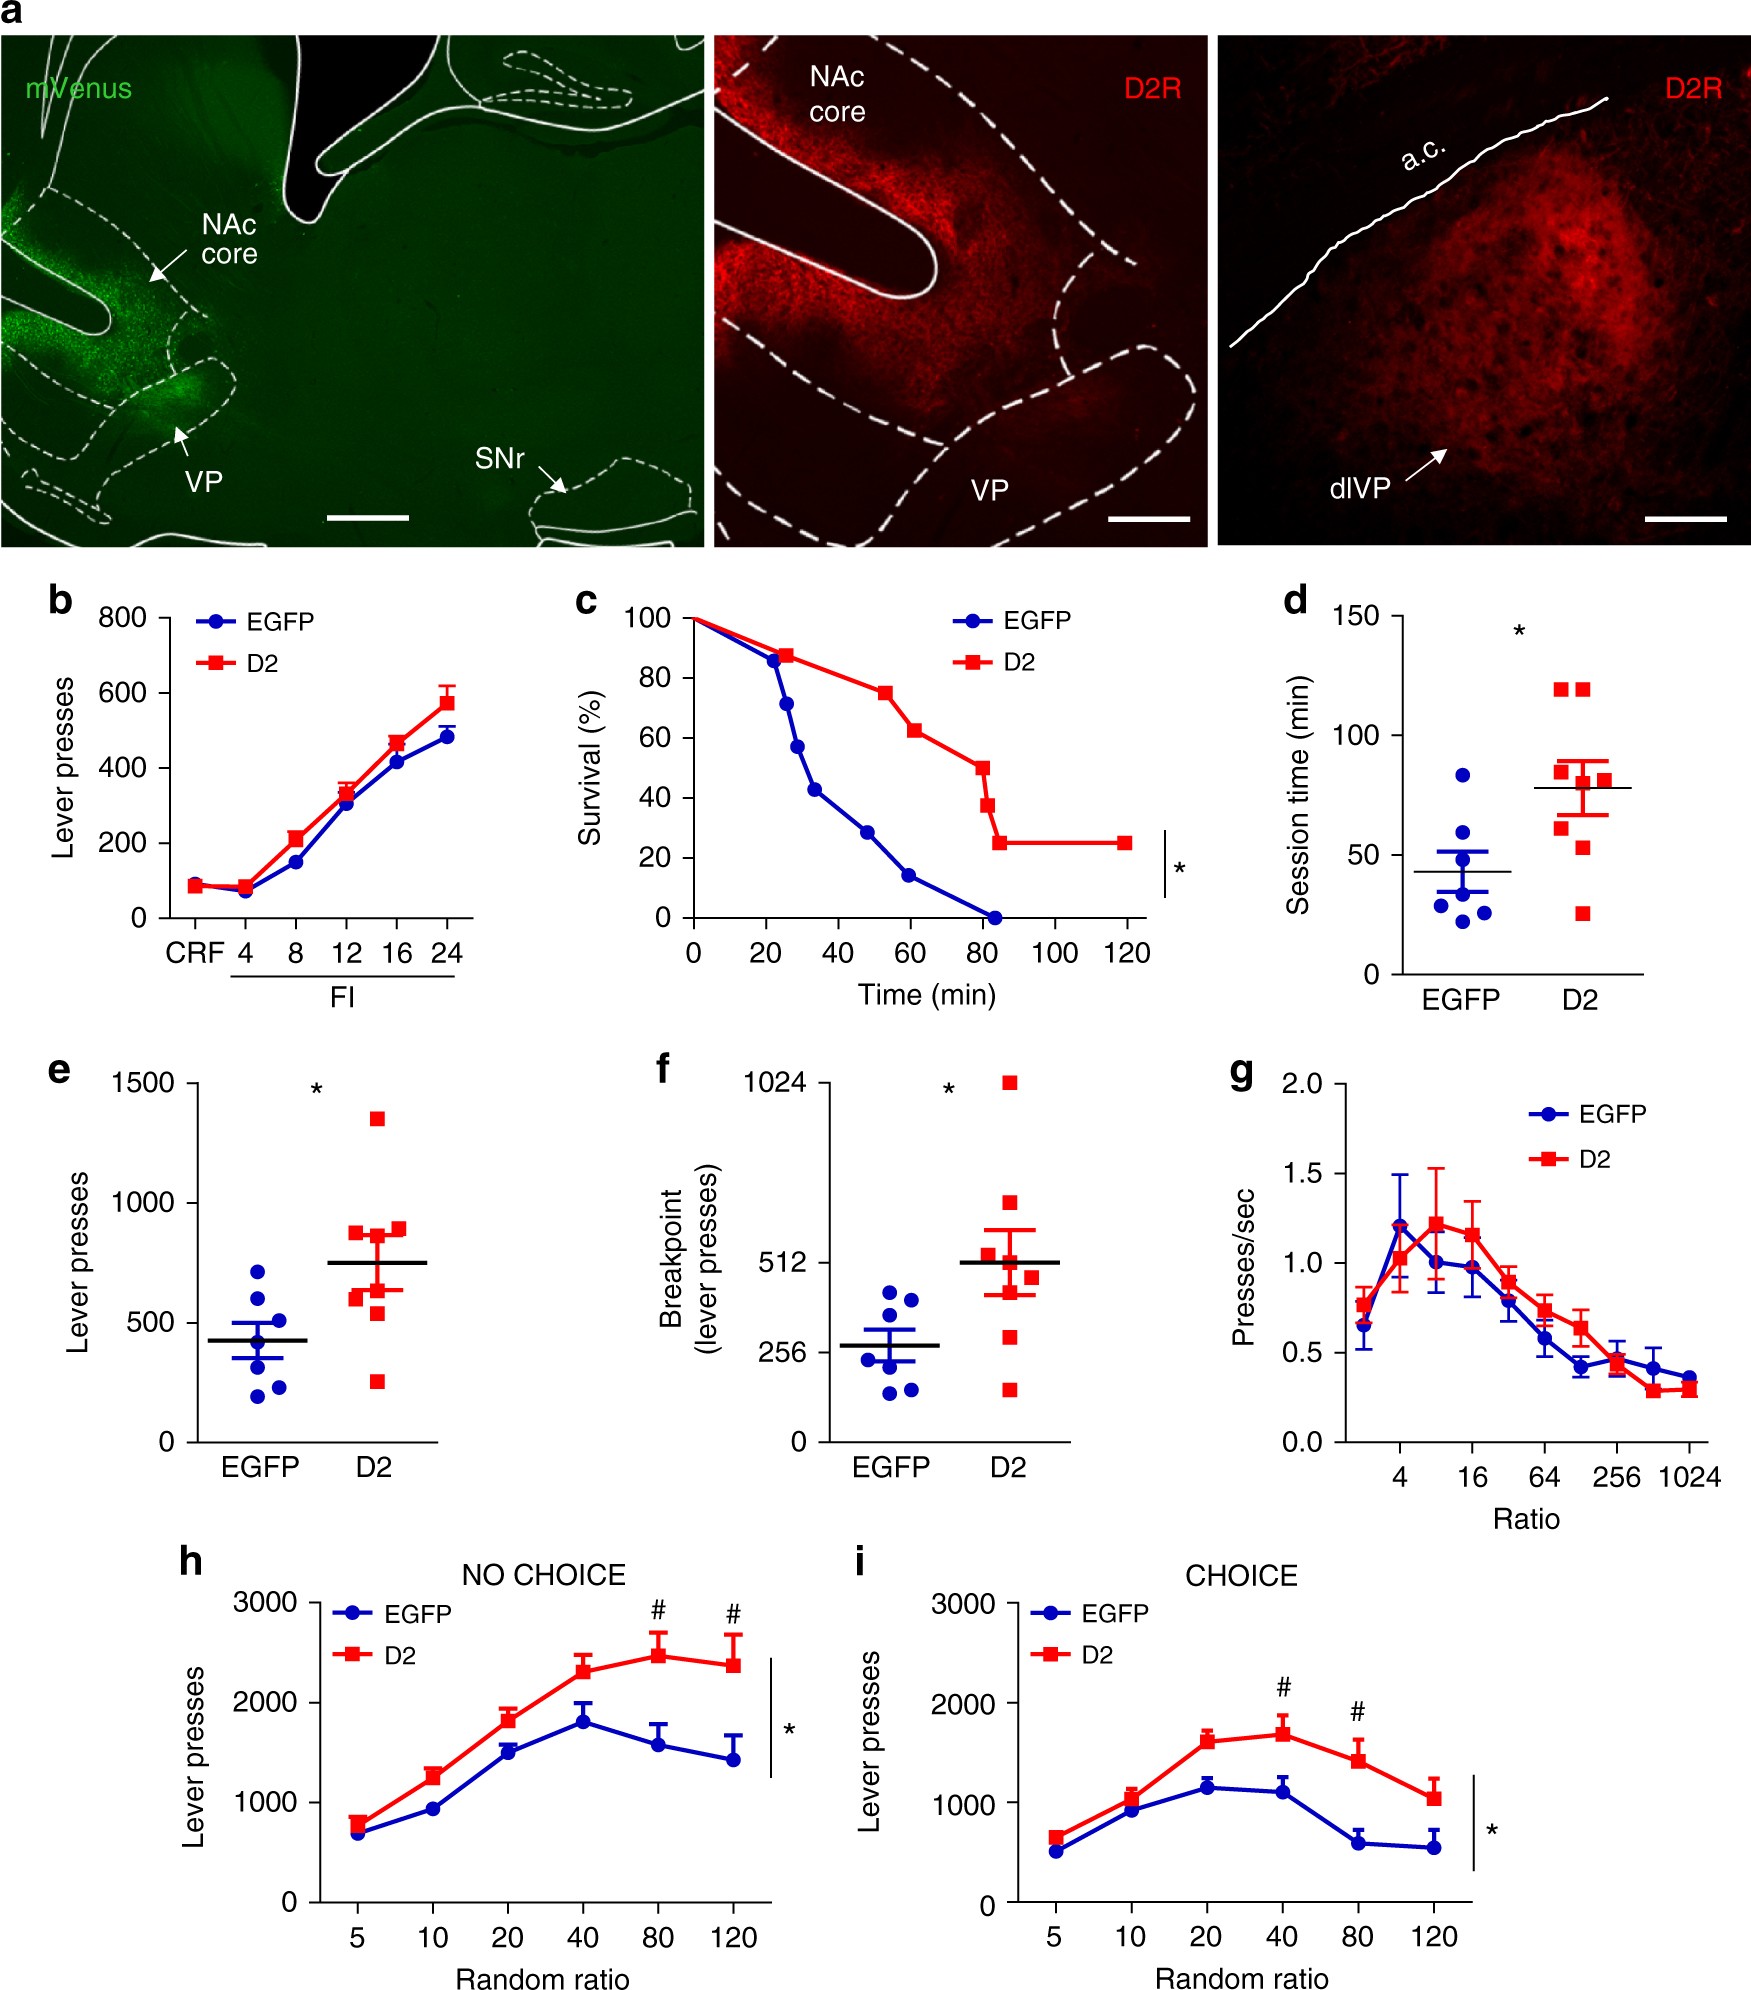 a
mVenus
NAc
core
VP
SNr
NAc
core
D2R
VP
D2R
a.c.
dlVP
b
800
600
400
200
0
Lever presses
EGFP
D2
CRF 4 8 12 16 24
FI
c
100
80
60
40
20
0
Survival (%)
EGFP
D2
*
0 20 40 60 80 100 120
Time (min)
d
150
100
50
0
Session time (min)
*
EGFP D2
e
1500
1000
500
0
Lever presses
*
EGFP D2
f
1024
512
256
0
Breakpoint
(lever presses)
*
EGFP D2
g
2.0
1.5
1.0
0.5
0.0
Presses/sec
EGFP
D2
4 16 64 256 1024
Ratio
h
NO CHOICE
3000
2000
1000
0
Lever presses
EGFP
D2
# #
*
5 10 20 40 80 120
Random ratio
i
CHOICE
3000
2000
1000
0
Lever presses
EGFP
D2
#
#
*
5 10 20 40 80 120
Random ratio